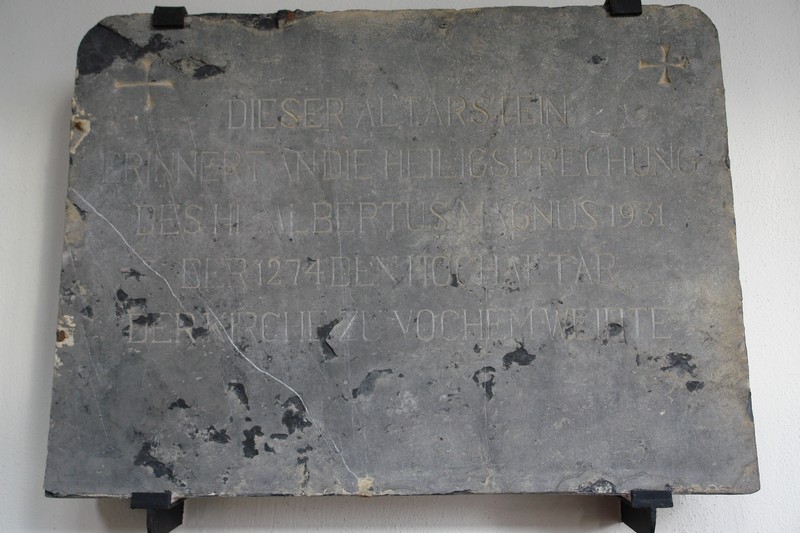 DIESER ALTARSTEIN
ERINNERT AN DIE HEILIGSPRECHUNG
DES HL. ALBERTUS MAGNUS 1931
DER 1274 DEN HOCHALTAR
DER KIRCHE ZU VOCHEM WEIHTE